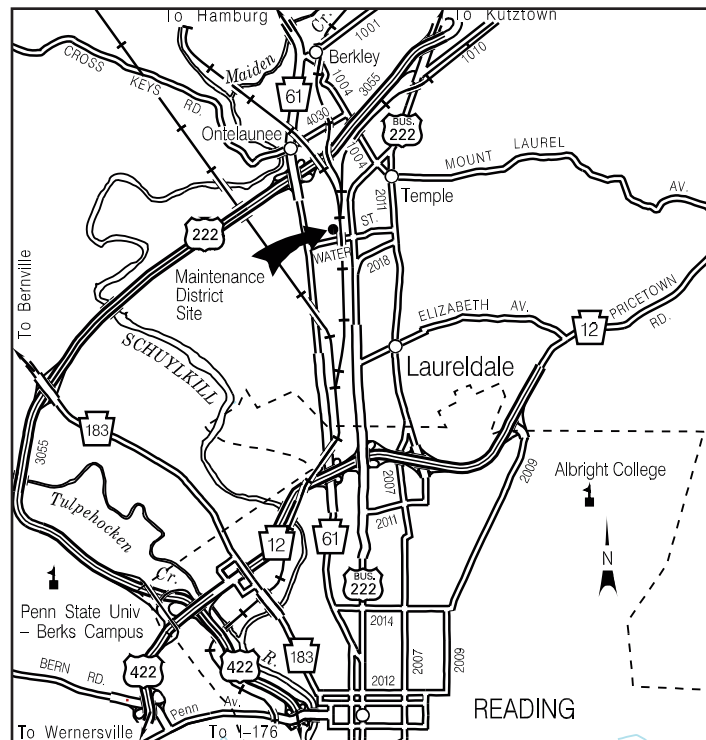 To Hamburg
Cr.
To Kutztown
1001
1010
CROSS KEYS RD.
Maiden
Berkley
61
1004
3055
4030
BUS. 222
Ontelaunee
1004
MOUNT LAUREL AV.
Temple
2011
222
WATER ST.
2018
Maintenance
District
Site
To Bernville
ELIZABETH AV.
PRICETOWN RD.
12
SCHUYLKILL
Laureldale
183
3055
2009
Albright College
2007
Tulpehocken
2011
12
61
N
Cr.
BUS. 222
Penn State Univ
– Berks Campus
2014
422
422
R.
183
2007
2009
BERN RD.
2012
Penn Av.
READING
To Wernersville
To I-176